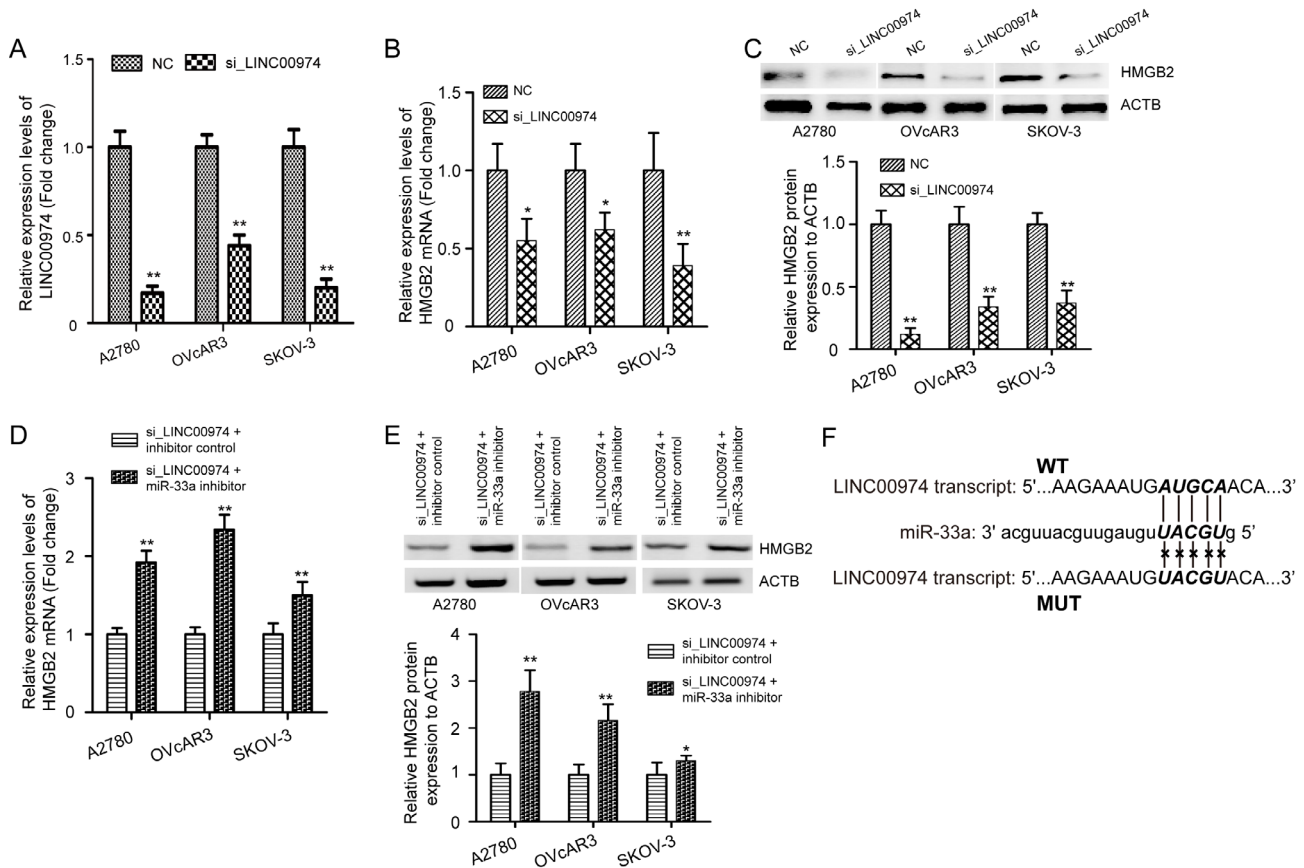 A
NC
si_LINC00974
Relative expression levels of
LINC00974 (Fold change)
1.5
1.0
0.5
0
A2780
OVcAR3
SKOV-3
B
NC
si_LINC00974
Relative expression levels of
HMGB2 mRNA (Fold change)
1.5
1.0
0.5
0
*
*
**
A2780
OVcAR3
SKOV-3
**
**
**
C
NC
si_LINC00974
NC
si_LINC00974
NC
si_LINC00974
HMGB2
ACTB
A2780
OVcAR3
SKOV-3
NC
si_LINC00974
Relative HMGB2 protein
expression to ACTB
1.5
1.0
0.5
0
**
**
**
A2780
OVcAR3
SKOV-3
D
si_LINC00974 +
inhibitor control
si_LINC00974 +
miR-33a inhibitor
Relative expression levels of
HMGB2 mRNA (Fold change)
3
2
1
0
**
**
**
A2780
OVcAR3
SKOV-3
E
si_LINC00974 +
inhibitor control
si_LINC00974 +
miR-33a inhibitor
si_LINC00974 +
inhibitor control
si_LINC00974 +
miR-33a inhibitor
si_LINC00974 +
inhibitor control
si_LINC00974 +
miR-33a inhibitor
HMGB2
ACTB
A2780
OVcAR3
SKOV-3
si_LINC00974 +
inhibitor control
si_LINC00974 +
miR-33a inhibitor
Relative HMGB2 protein
expression to ACTB
4
3
2
1
0
**
**
*
A2780
OVcAR3
SKOV-3
F
WT
LINC00974 transcript: 5'...AAGAAAUGAUGCAACA...3'
miR-33a: 3' acguuacguugauguUACGUg 5'
LINC00974 transcript: 5'...AAGAAAUGUACGUACA...3'
MUT